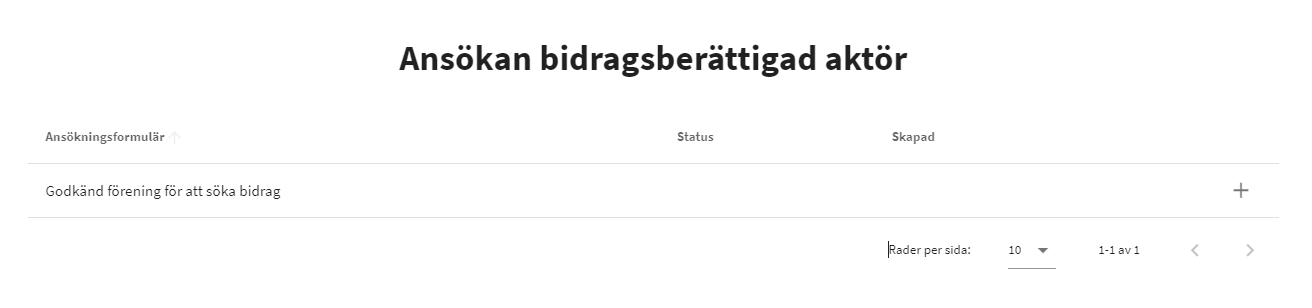 Ansökan bidragsberättigad aktör
Ansökningsformulär Status Skapad
Godkänd förening för att söka bidrag
Rader per sida: 10 1-1 av 1